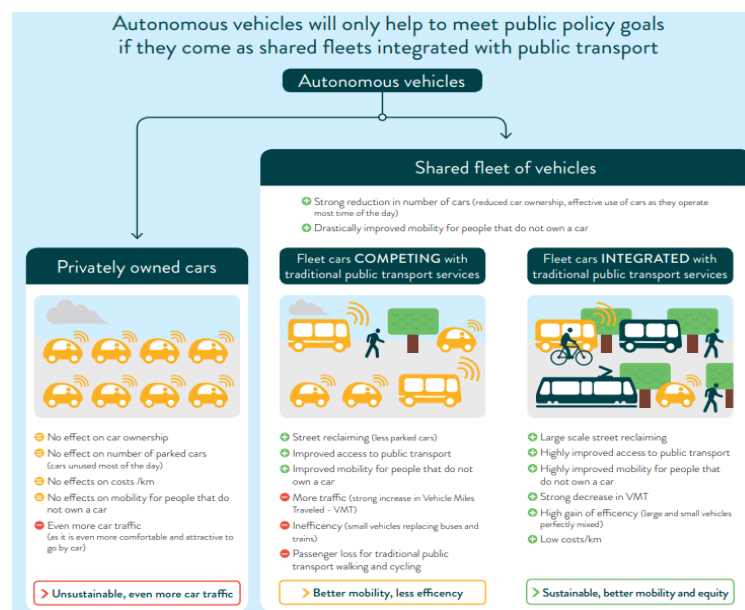 Autonomous vehicles will only help to meet public policy goals
if they come as shared fleets integrated with public transport
Autonomous vehicles
Shared fleet of vehicles
Strong reduction in number of cars (reduced car ownership, effective use of cars as they operate
most time of the day)
Drastically improved mobility for people that do not own a car
Privately owned cars
No effect on car ownership
No effect on number of parked cars
(cars unused most of the day)
No effects on costs /km
No effects on mobility for people that do
not own a car
Even more car traffic
(as it is even more comfortable and attractive to
go by car)
Unsustainable, even more car traffic
Fleet cars COMPETING with
traditional public transport services
Street reclaiming (less parked cars)
Improved access to public transport
Improved mobility for people that do not
own a car
More traffic (strong increase in Vehicle Miles
Traveled - VMT)
Inefficency (small vehicles replacing buses and
trains)
Passenger loss for traditional public
transport walking and cycling
Better mobility, less efficency
Fleet cars INTEGRATED with
traditional public transport services
Large scale street reclaiming
Highly improved access to public transport
Highly improved mobility for people that
do not own a car
Strong decrease in VMT
High gain of efficency (large and small vehicles
perfectly mixed)
Low costs/km
Sustainable, better mobility and equity